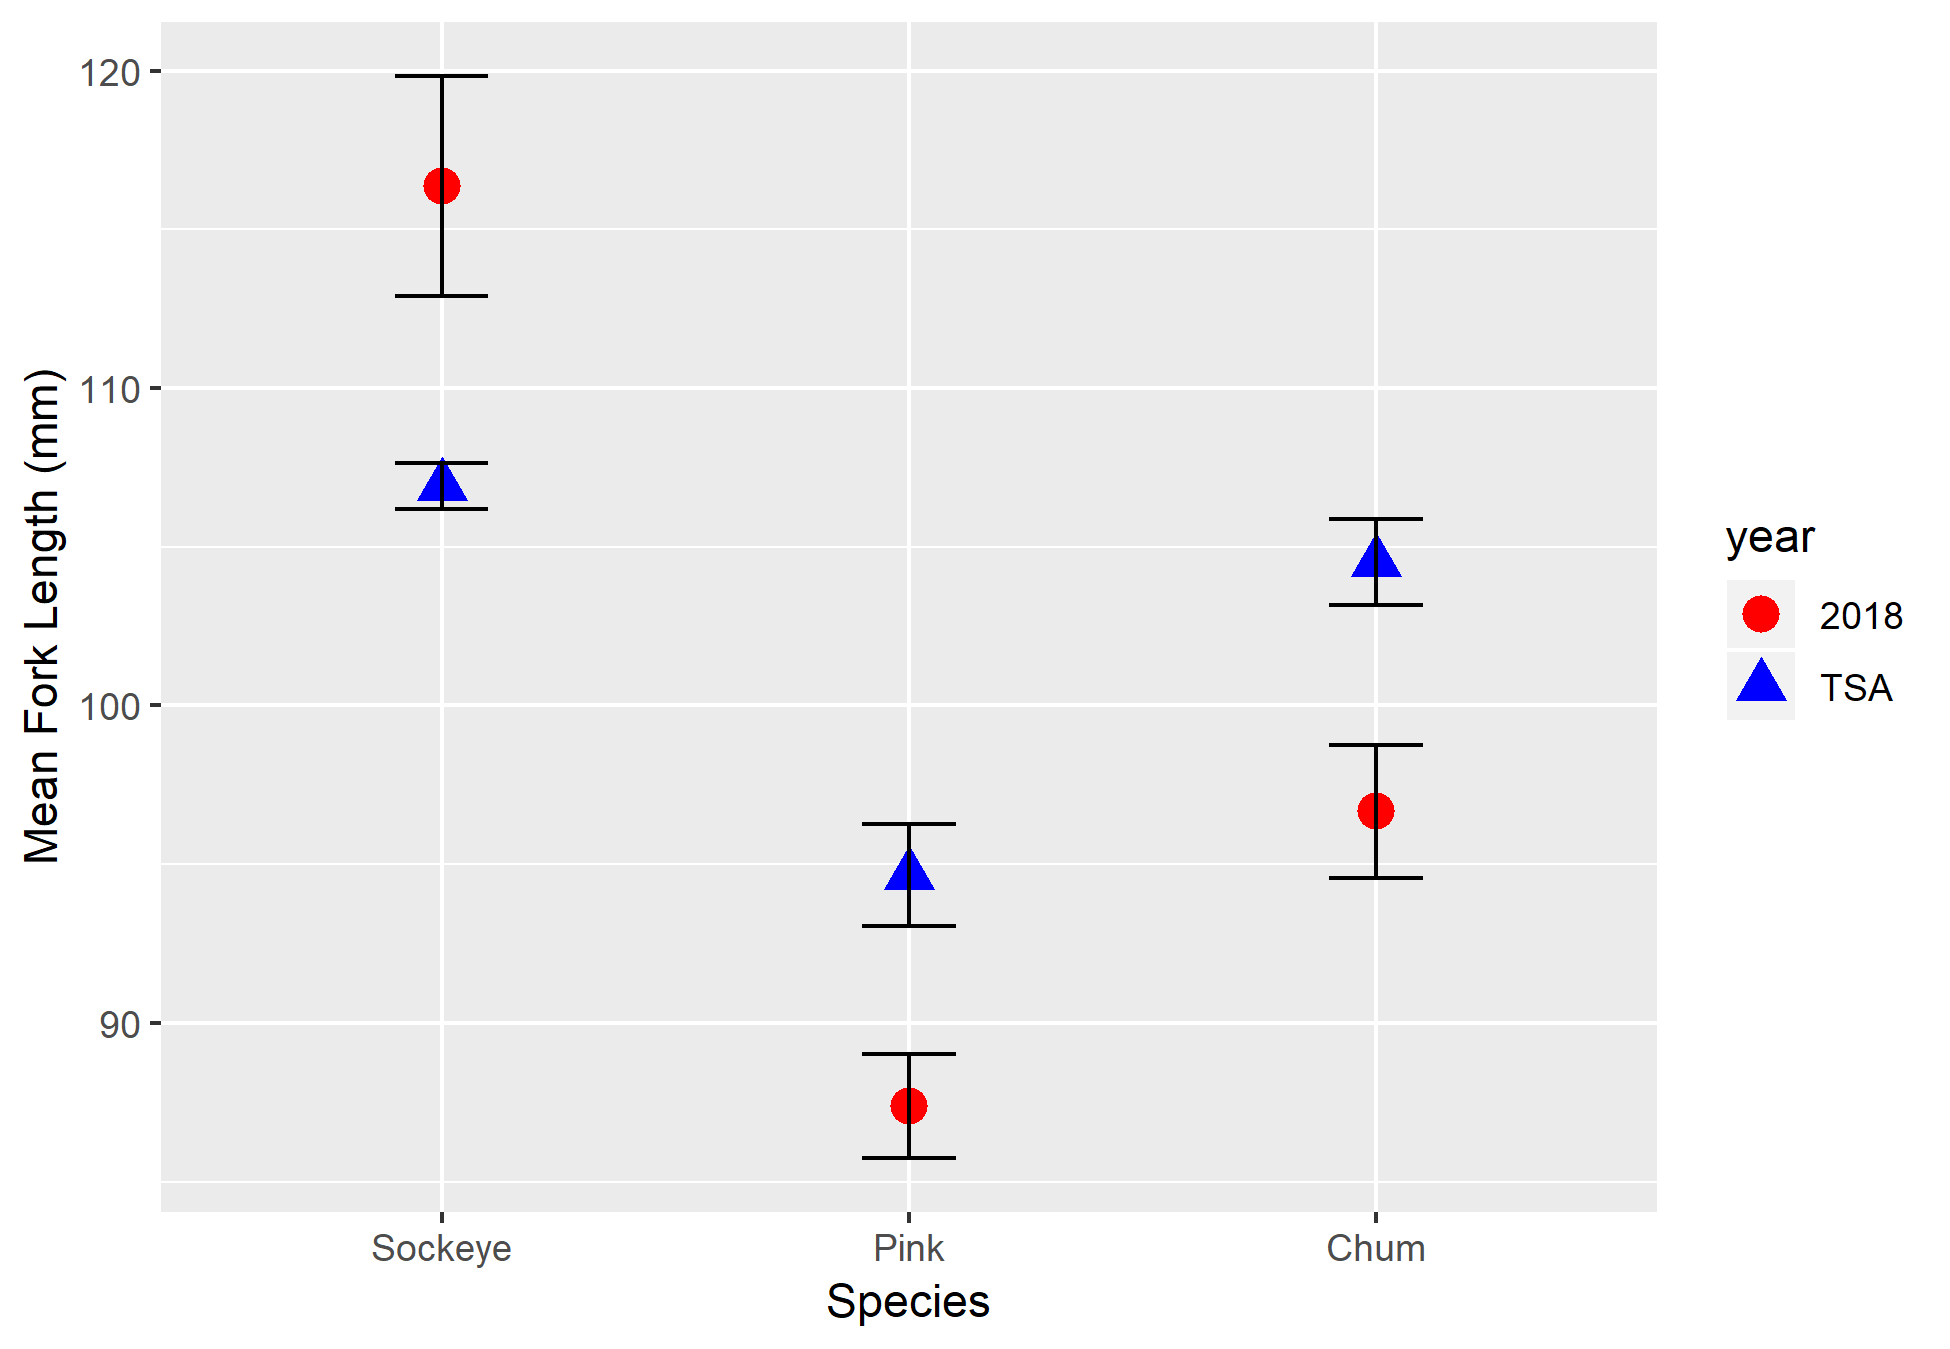 120
110
100
90
Mean Fork Length (mm)
Sockeye
Pink
Chum
Species
year
2018
TSA